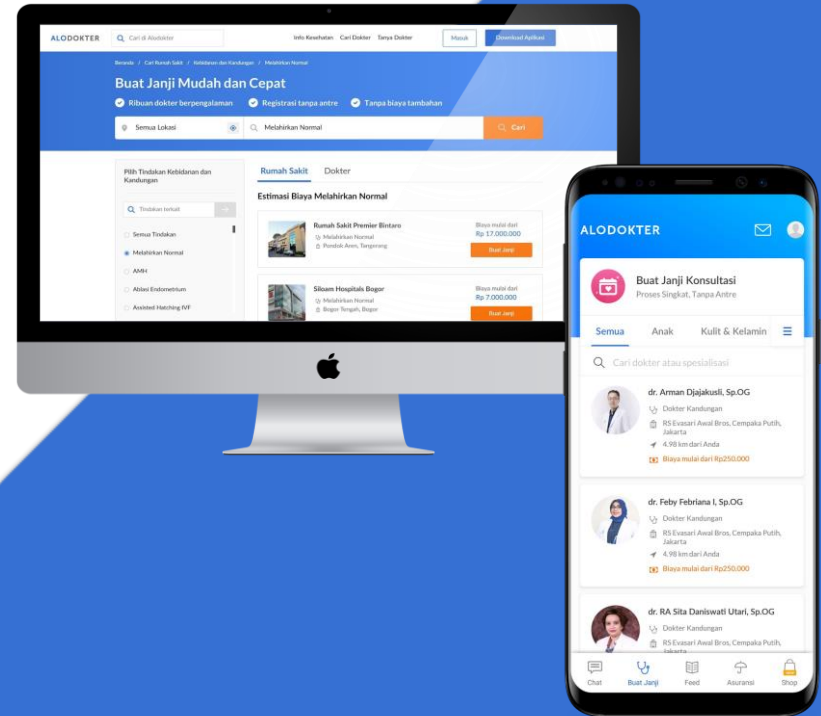 ALODOKTER
Cari di Alodokter
Info Kesehatan Cari Dokter Tanya Dokter
Masuk
Download Aplikasi
Beranda / Cari Rumah Sakit / Kebidanan dan Kandungan / Melahirkan Normal
Buat Janji Mudah dan Cepat
Ribuan dokter berpengalaman
Registrasi tanpa antre
Tanpa biaya tambahan
Semua Lokasi
Melahirkan Normal
Cari
Pilih Tindakan Kebidanan dan
Kandungan
Tindakan terkait
Semua Tindakan
Melahirkan Normal
AMH
Ablasi Endometrium
Assisted Hatching IVF
Rumah Sakit Dokter
Estimasi Biaya Melahirkan Normal
Rumah Sakit Premier Bintaro
Melahirkan Normal
Pondok Aren, Tangerang
Biaya mulai dari
Rp 17.000.000
Buat Janji
Siloam Hospitals Bogor
Melahirkan Normal
Bogor Tengah, Bogor
Biaya mulai dari
Rp 7.000.000
Buat Janji
ALODOKTER
Buat Janji Konsultasi
Proses Singkat, Tanpa Antre
Semua Anak Kulit & Kelamin
Cari dokter atau spesialisasi
dr. Arman Djajakusli, Sp.OG
Dokter Kandungan
RS Evasari Awal Bros, Cempaka Putih,
Jakarta
4.98 km dari Anda
Biaya mulai dari Rp250.000
dr. Feby Febriana I, Sp.OG
Dokter Kandungan
RS Evasari Awal Bros, Cempaka Putih,
Jakarta
4.98 km dari Anda
Biaya mulai dari Rp250.000
dr. RA Sita Daniswati Utari, Sp.OG
Dokter Kandungan
RS Evasari Awal Bros, Cempaka Putih,
Jakarta
Chat Buat Janji Feed Asuransi Shop